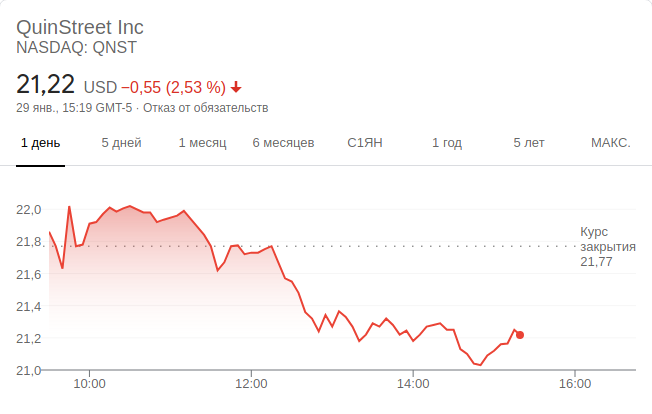 QuinStreet Inc
NASDAQ: QNST
21,22 USD −0,55 (2,53 %)
29 янв., 15:19 GMT-5 · Отказ от обязательств
1 день 5 дней 1 месяц 6 месяцев С1ЯН 1 год 5 лет МАКС.
22,0
21,8
21,6
21,4
21,2
21,0
Курс
закрытия
21,77
10:00 12:00 14:00 16:00